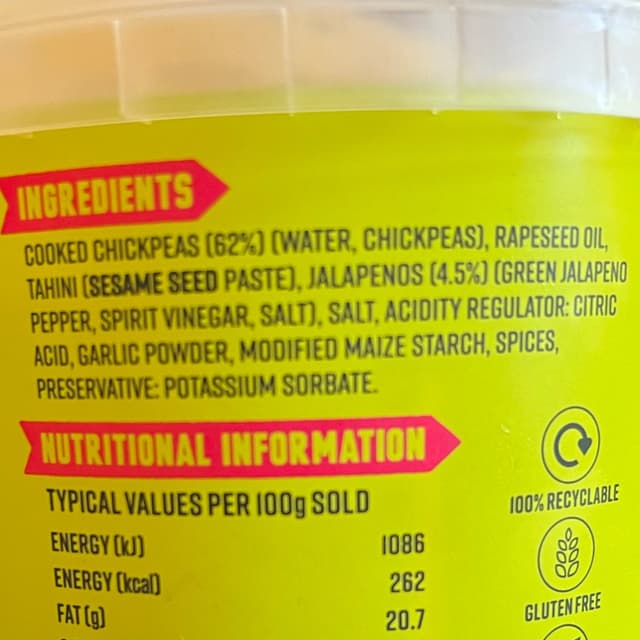 INGREDIENTS
COOKED CHICKPEAS (62%) (WATER, CHICKPEAS), RAPESEED OIL,
TAHINI (SESAME SEED PASTE), JALAPENOS (4.5%) (GREEN JALAPENO
PEPPER, SPIRIT VINEGAR, SALT), SALT, ACIDITY REGULATOR: CITRIC
ACID, GARLIC POWDER, MODIFIED MAIZE STARCH, SPICES,
PRESERVATIVE: POTASSIUM SORBATE.
NUTRITIONAL INFORMATION
TYPICAL VALUES PER 100g SOLD
ENERGY (kJ) 1086
ENERGY (kcal) 262
FAT (g) 20.7
100% RECYCLABLE
GLUTEN FREE